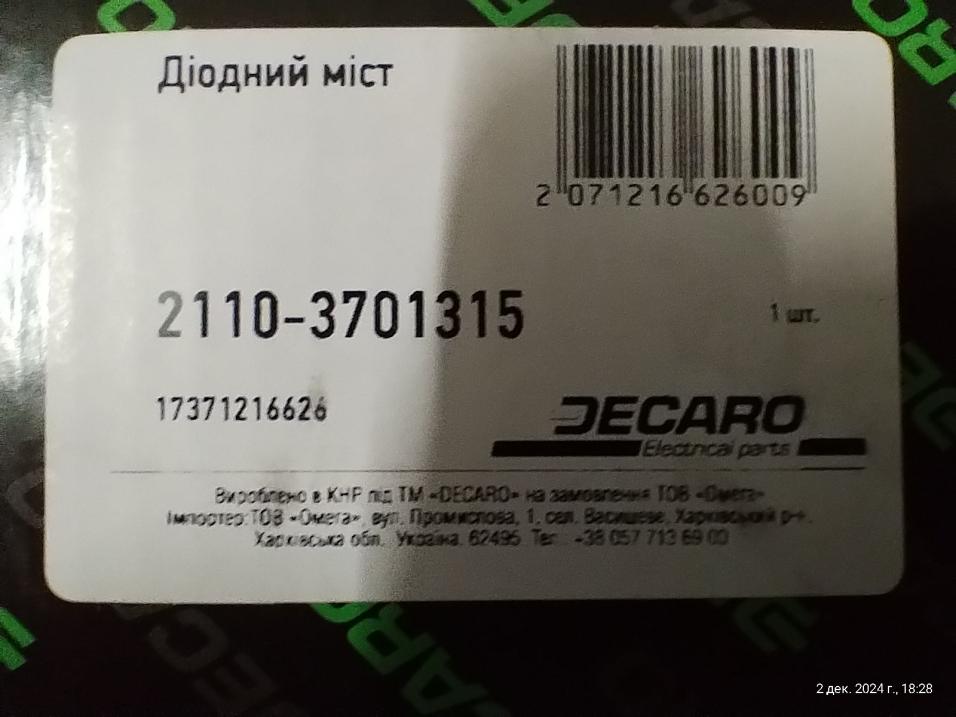 Діодний міст
2 071216 626009
2110-3701315
1 шт.
17371216626
DECARO
Electrical parts
Вироблено в КНР під ТМ «DECARO» на замовлення ТОВ «Омега»
Імпортер:ТОВ «Омега», вул. Промислова, 1, сел. Васищеве, Харківський р-н,
Харківська обл., Україна, 62495. Тел.: +38 057 713 69 00
2 дек. 2024 г., 18:28